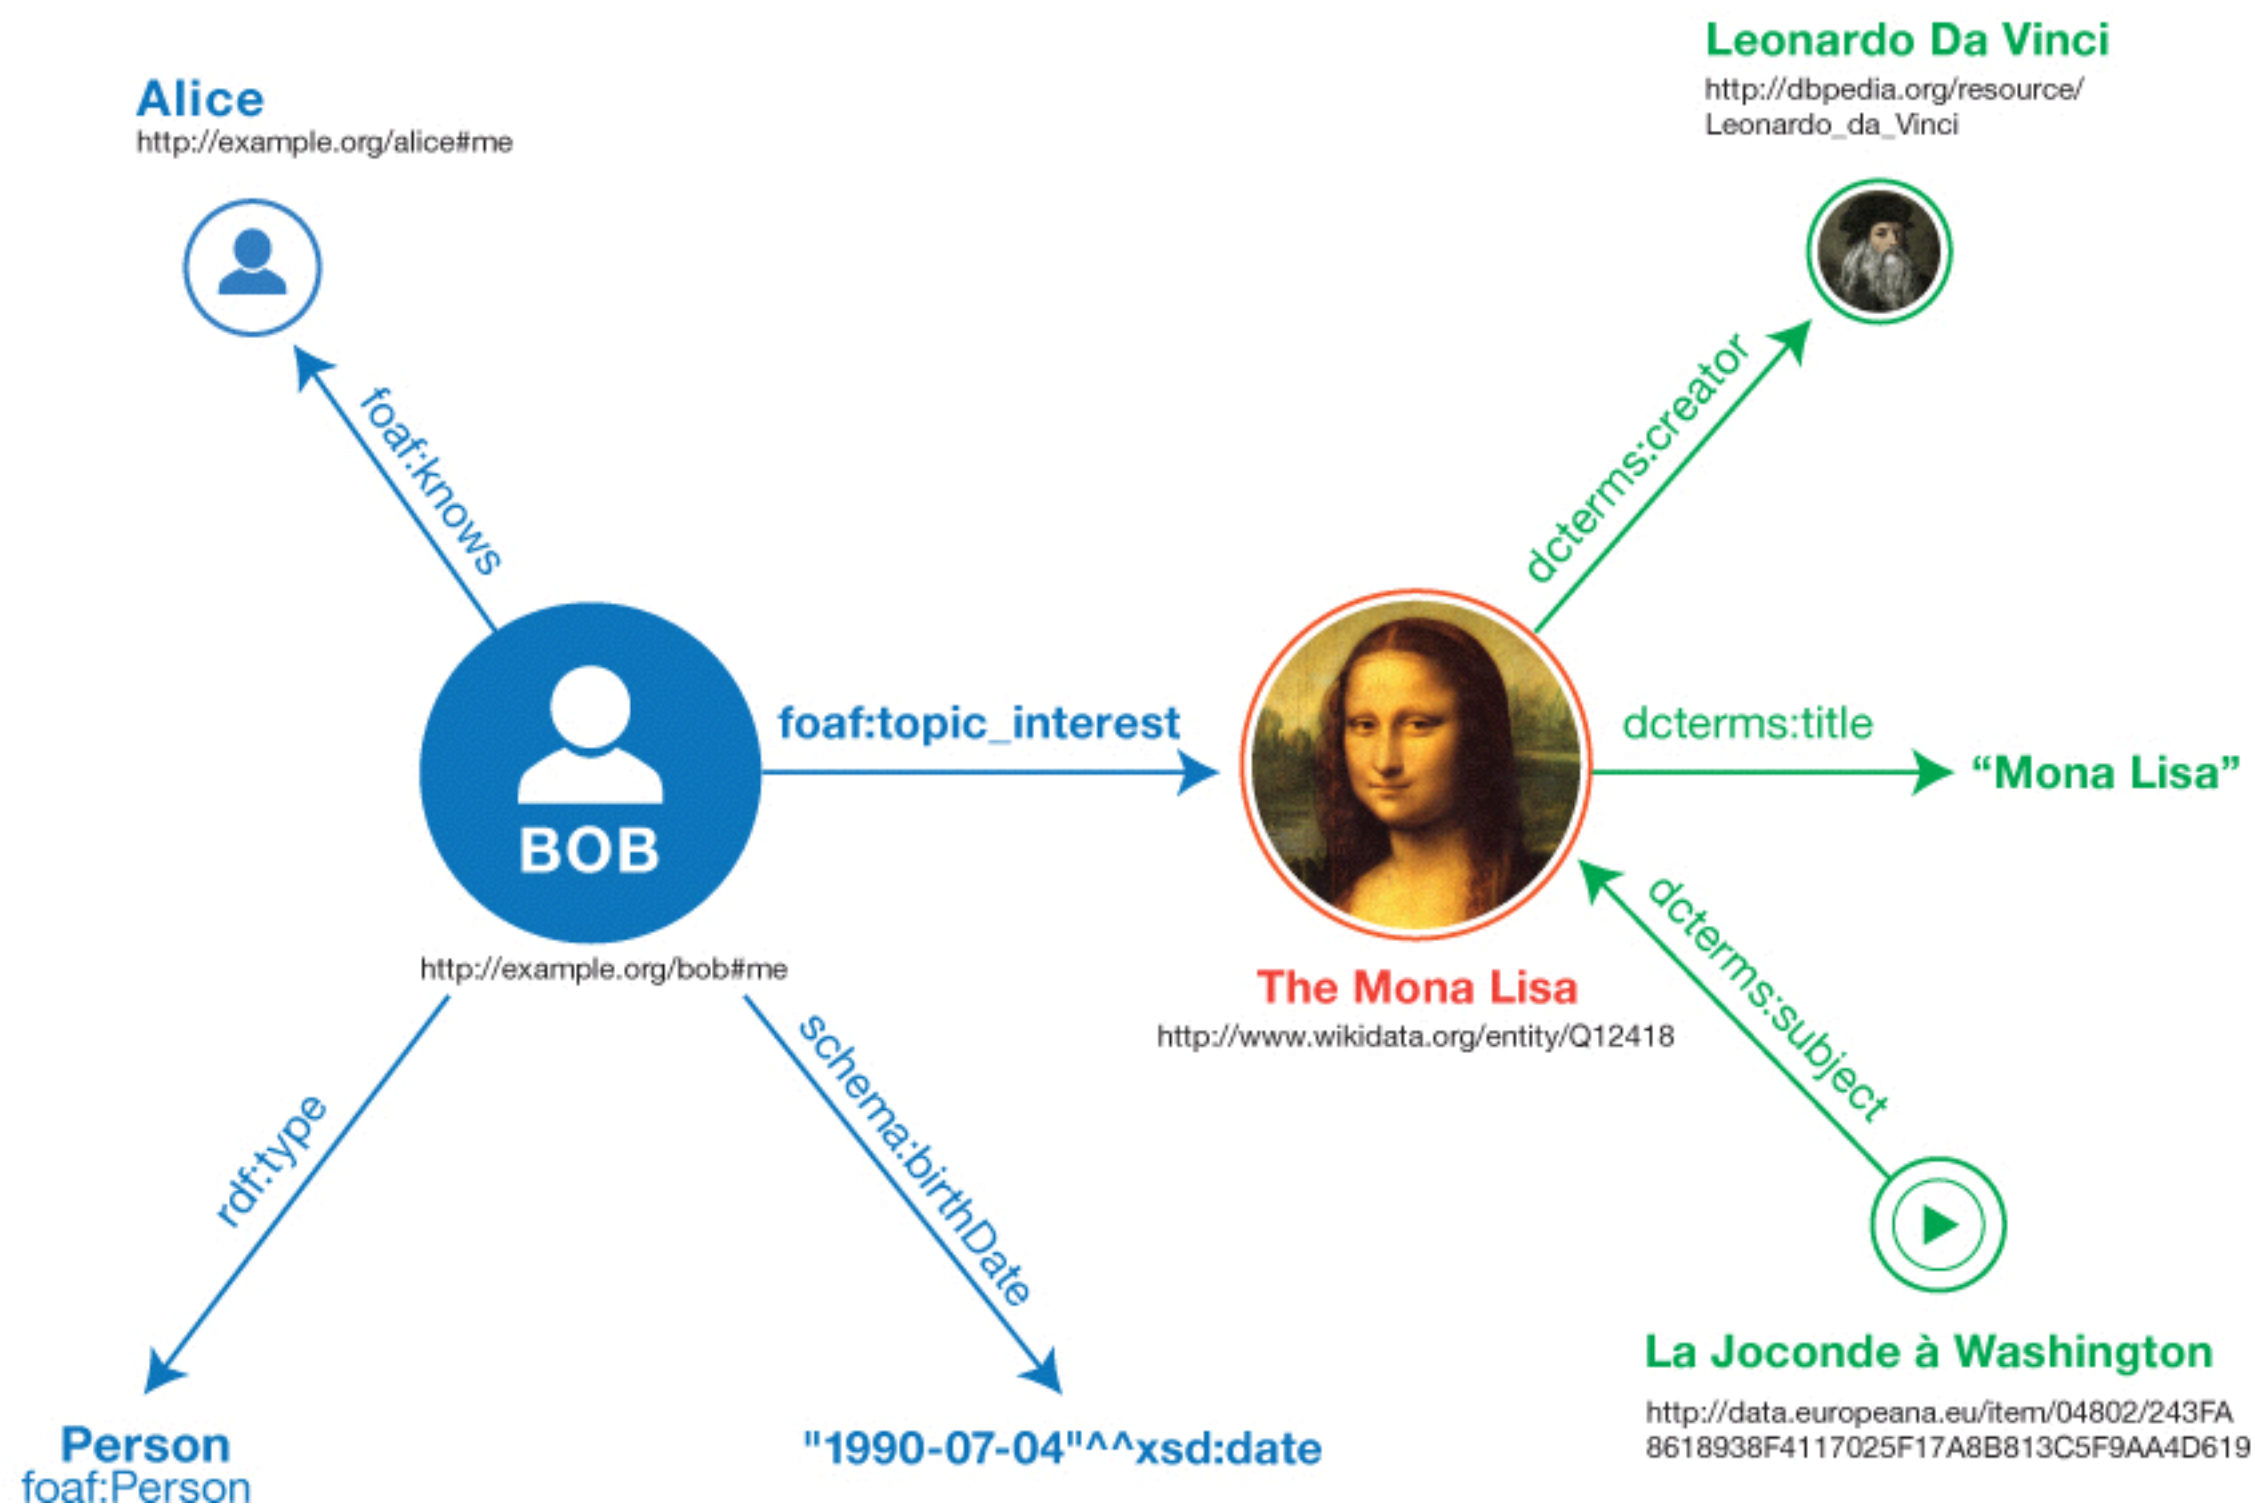 Leonardo Da Vinci
http://dbpedia.org/resource/
Leonardo_da_Vinci
Alice
http://example.org/alice#me
foaf:knows
dcterms:creator
foaf:topic_interest
dcterms:title
“Mona Lisa”
BOB
http://example.org/bob#me
The Mona Lisa
http://www.wikidata.org/entity/Q12418
dcterms:subject
rdf:type
schema:birthDate
La Joconde à Washington
http://data.europeana.eu/item/04802/243FA
8618938F4117025F17A8B813C5F9AA4D619
Person
foaf:Person
"1990-07-04"^^xsd:date